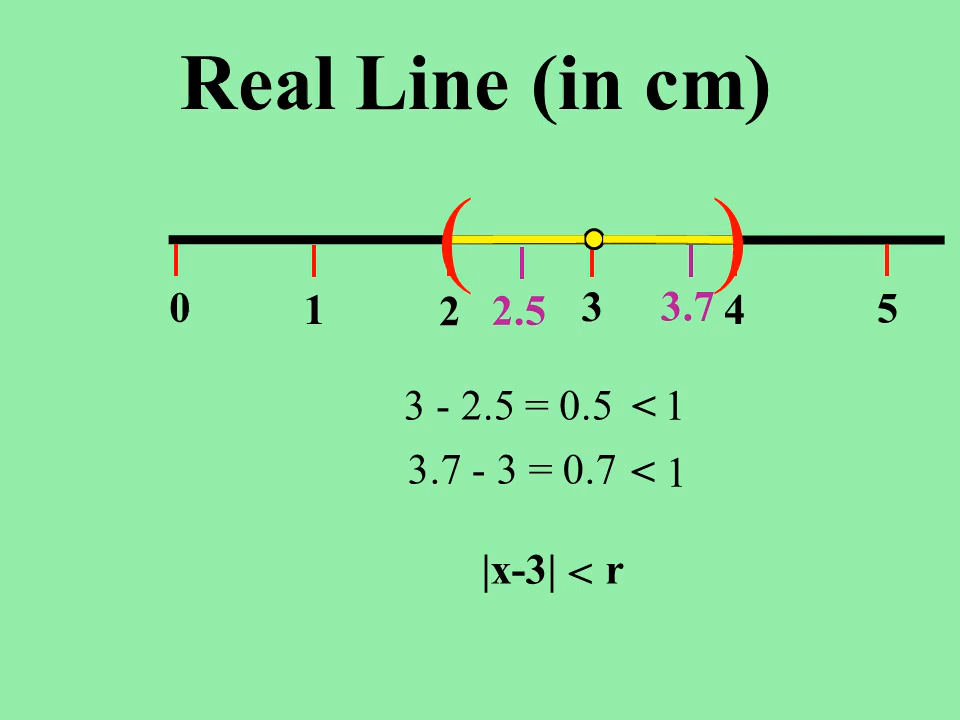 Real Line (in cm)
( )
0 1 2 2.5 3 3.7 4 5
3 - 2.5 = 0.5 < 1
3.7 - 3 = 0.7 < 1
|x-3| < r